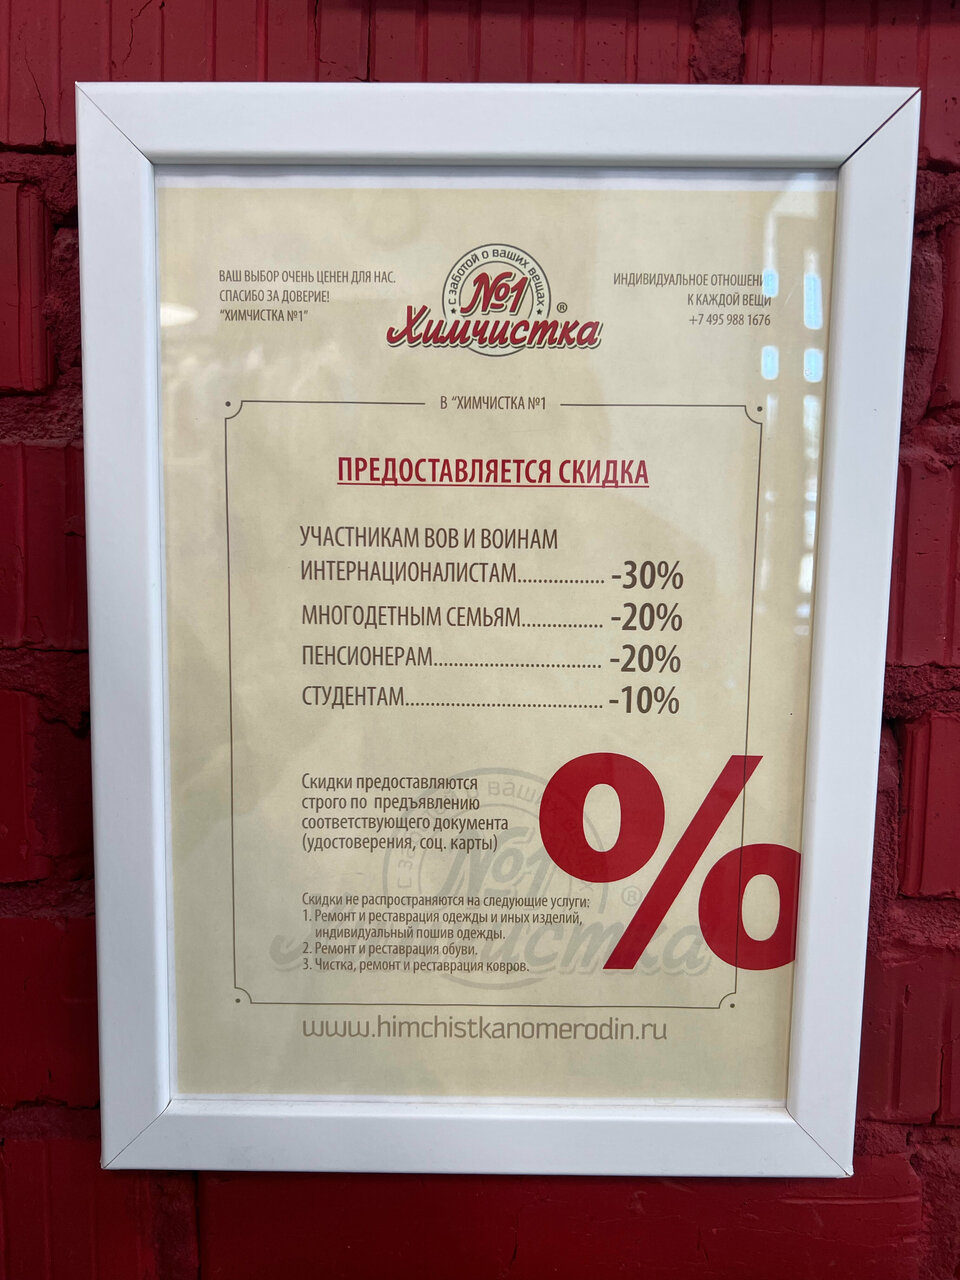 ВАШ ВЫБОР ОЧЕНЬ ЦЕНЕН ДЛЯ НАС.
СПАСИБО ЗА ДОВЕРИЕ!
“ХИМЧИСТКА №1”
с заботой о ваших вещах
№1
Химчистка®
ИНДИВИДУАЛЬНОЕ ОТНОШЕНИЕ
К КАЖДОЙ ВЕЩИ
+7 495 988 1676
В “ХИМЧИСТКА №1
ПРЕДОСТАВЛЯЕТСЯ СКИДКА
УЧАСТНИКАМ ВОВ И ВОИНАМ
ИНТЕРНАЦИОНАЛИСТАМ................. -30%
МНОГОДЕТНЫМ СЕМЬЯМ................ -20%
ПЕНСИОНЕРАМ................................. -20%
СТУДЕНТАМ....................................... -10%
Скидки предоставляются
строго по предъявлению
соответствующего документа
(удостоверения, соц. карты)
%
Скидки не распространяются на следующие услуги:
1. Ремонт и реставрация одежды и иных изделий,
индивидуальный пошив одежды.
2. Ремонт и реставрация обуви.
3. Чистка, ремонт и реставрация ковров.
www.himchistkanomerodin.ru